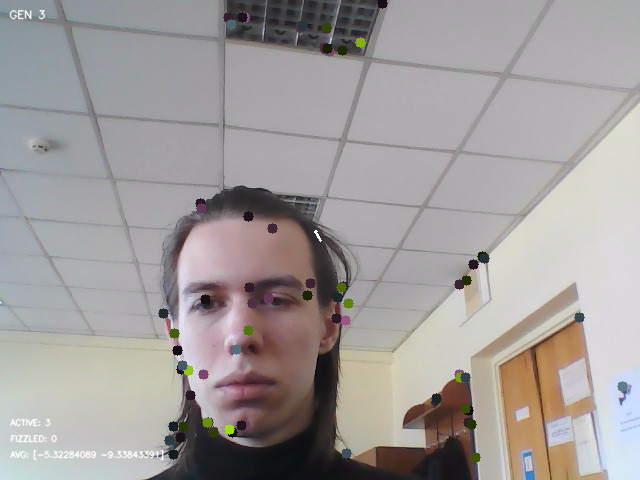 GEN 3
ACTIVE: 3
FIZZLED: 0
AVG: [-5.32284089 -9.33843391]